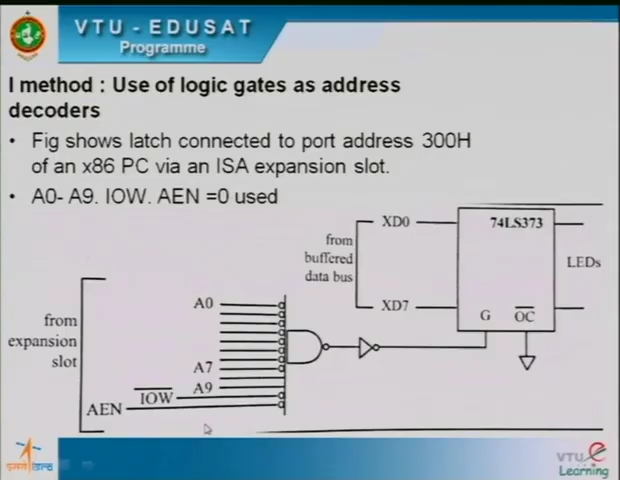 VTU - EDUSAT
Programme
I method : Use of logic gates as address
decoders
• Fig shows latch connected to port address 300H
of an x86 PC via an ISA expansion slot.
• A0- A9. IOW. AEN =0 used
XD0
74LS373
from
buffered
data bus
LEDs
XD7
G
OC
A0
from
expansion
slot
A7
A9
IOW
AEN
VTU e
Learning